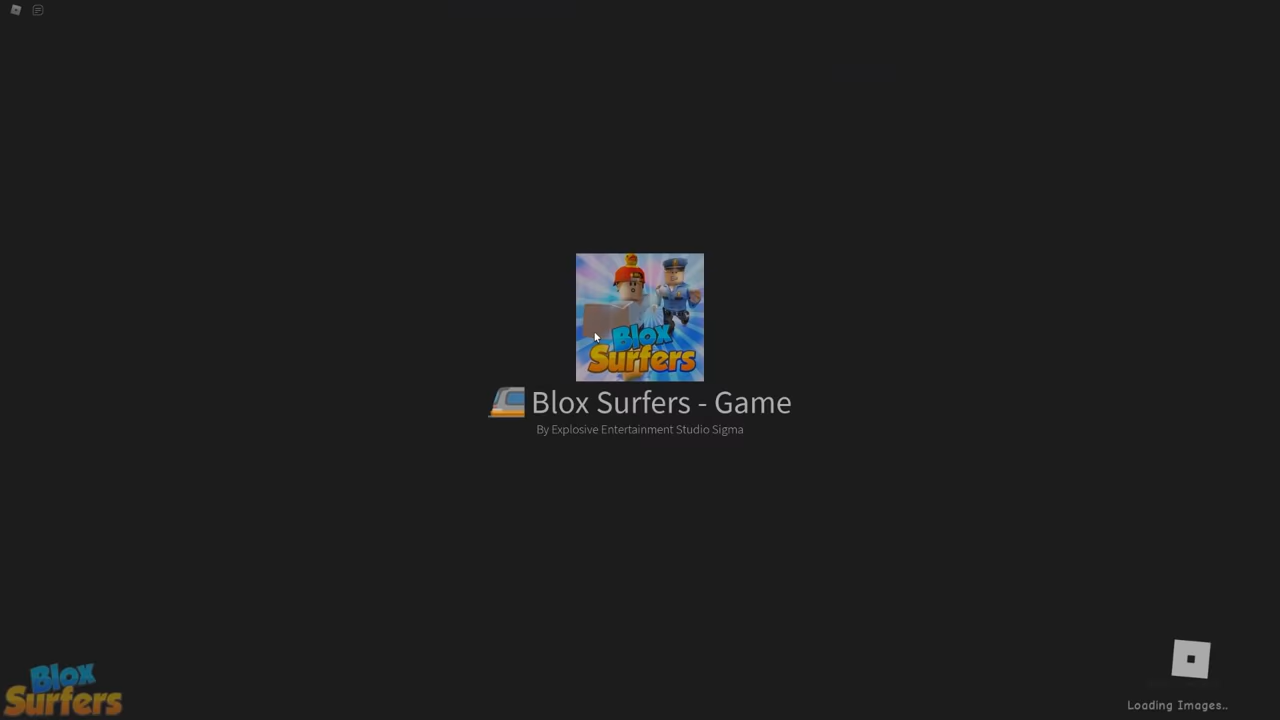 Blox
Surfers
Blox Surfers - Game
By Explosive Entertainment Studio Sigma
Blox
Surfers
Loading Images..